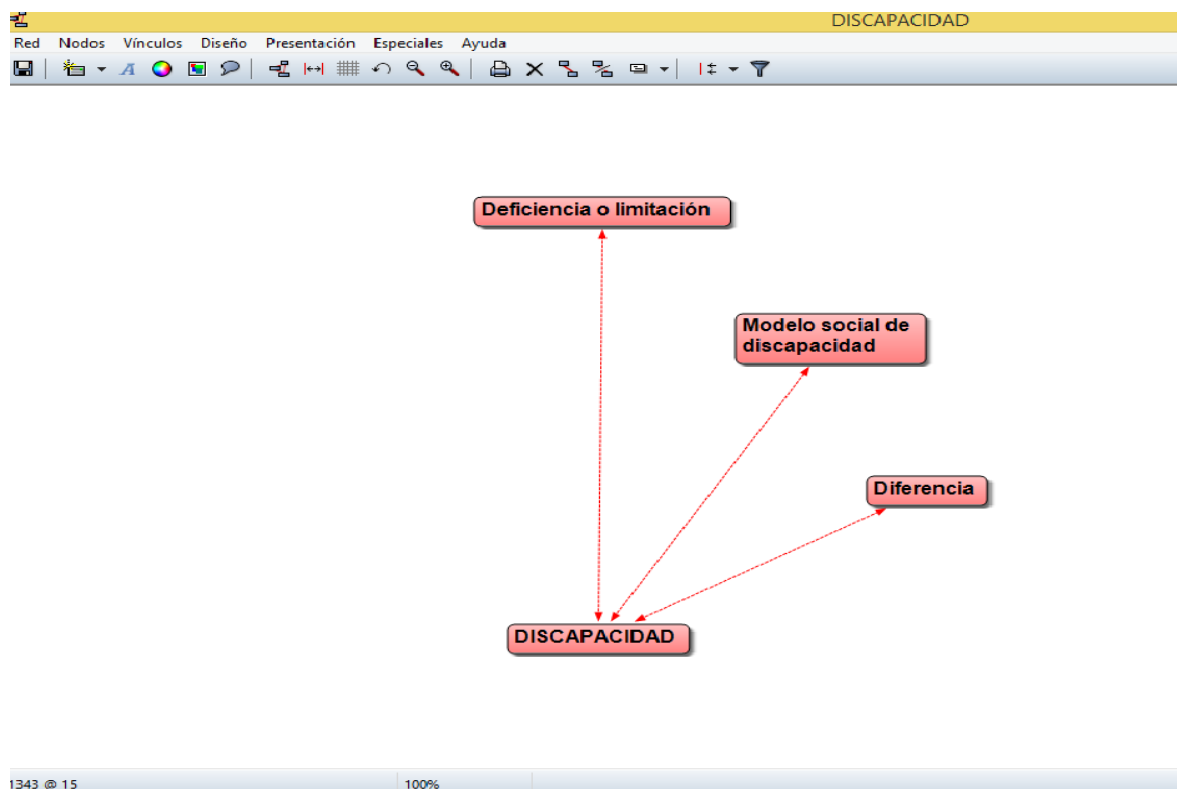 DISCAPACIDAD
Red Nodos Vínculos Diseño Presentación Especiales Ayuda
Deficiencia o limitación
Modelo social de
discapacidad
Diferencia
DISCAPACIDAD
1343 @ 15 100%